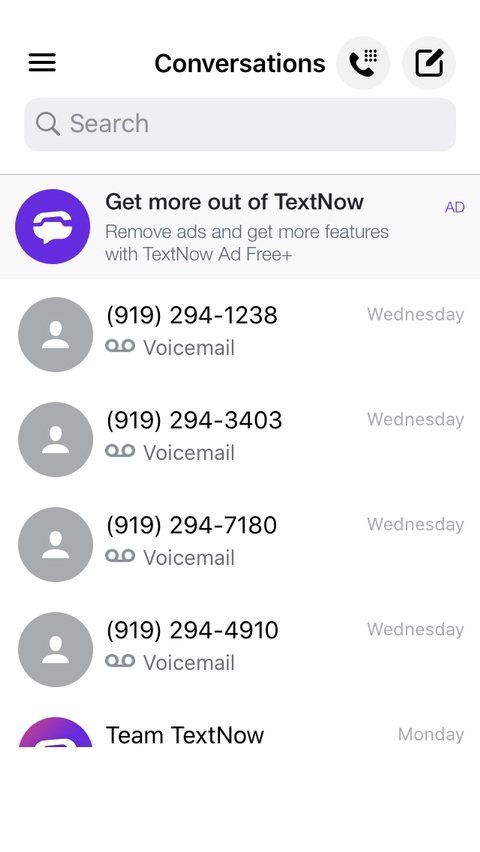 Conversations
Search
Get more out of TextNow
AD
Remove ads and get more features
with TextNow Ad Free+
(919) 294-1238
Wednesday
Voicemail
(919) 294-3403
Wednesday
Voicemail
(919) 294-7180
Wednesday
Voicemail
(919) 294-4910
Wednesday
Voicemail
Team TextNow
Monday